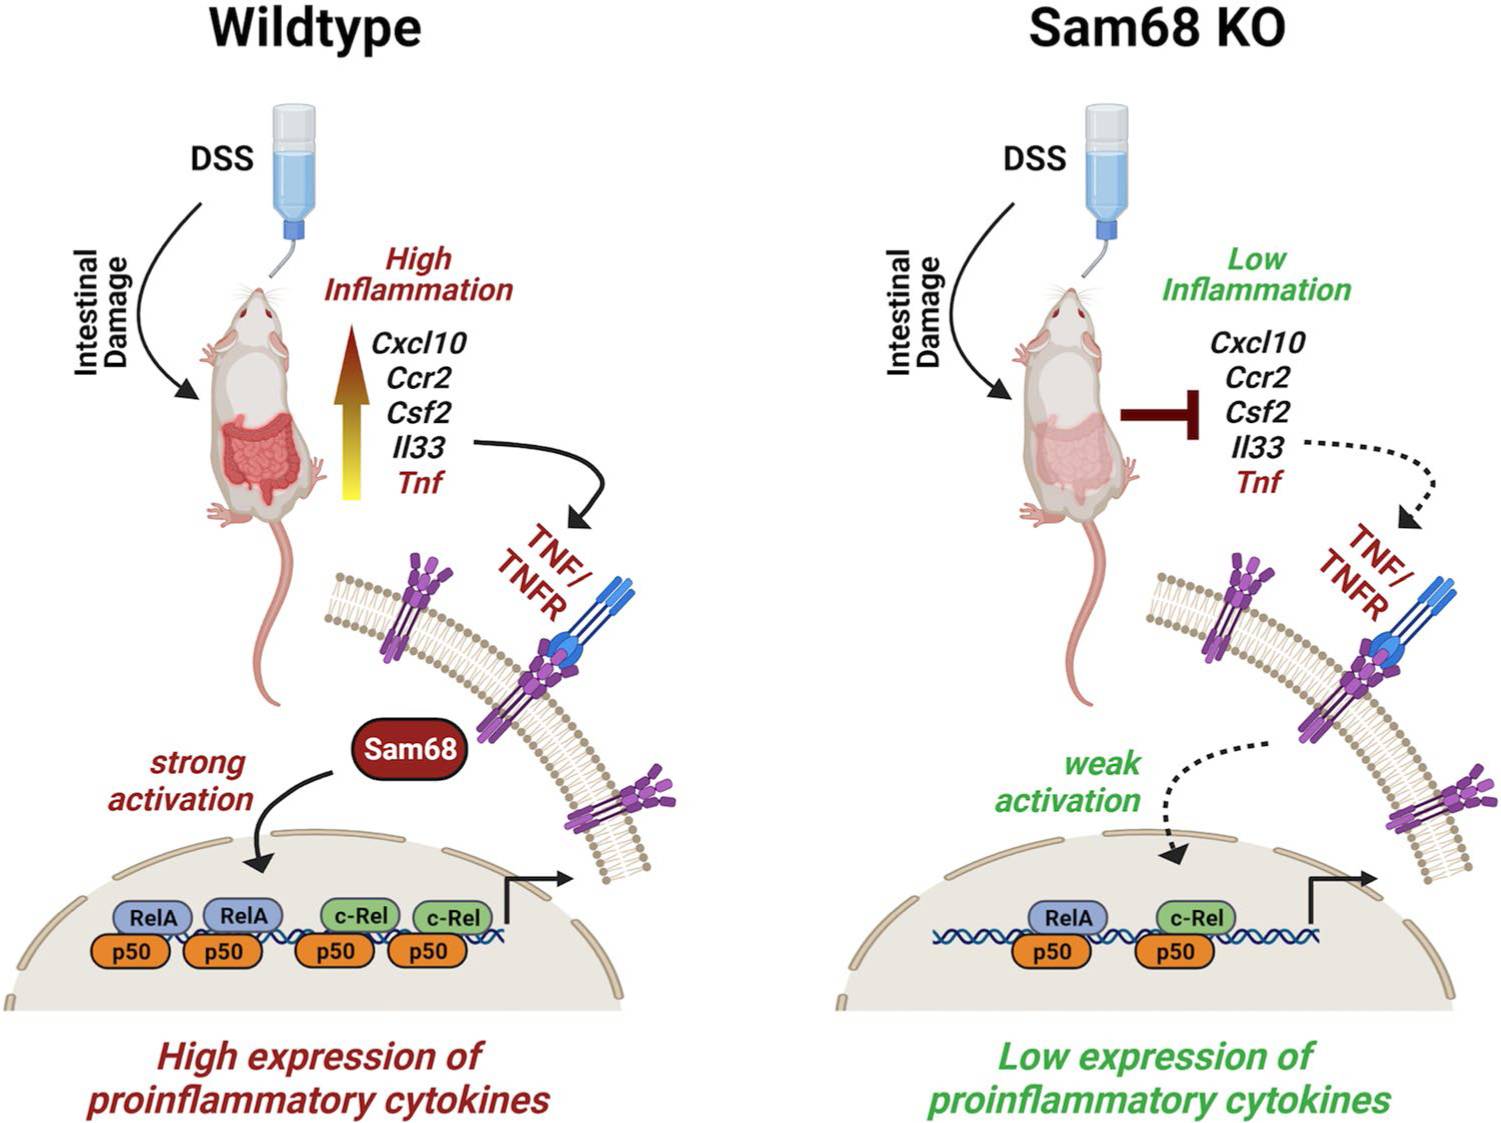 Wildtype
DSS
Intestinal
Damage
High
Inflammation
Cxcl10
Ccr2
Csf2
Il33
Tnf
TNF/
TNFR
Sam68
strong
activation
RelA
RelA
c-Rel
c-Rel
p50
p50
p50
p50
High expression of
proinflammatory cytokines
Sam68 KO
DSS
Intestinal
Damage
Low
Inflammation
Cxcl10
Ccr2
Csf2
Il33
Tnf
TNF/
TNFR
weak
activation
RelA
c-Rel
p50
p50
Low expression of
proinflammatory cytokines